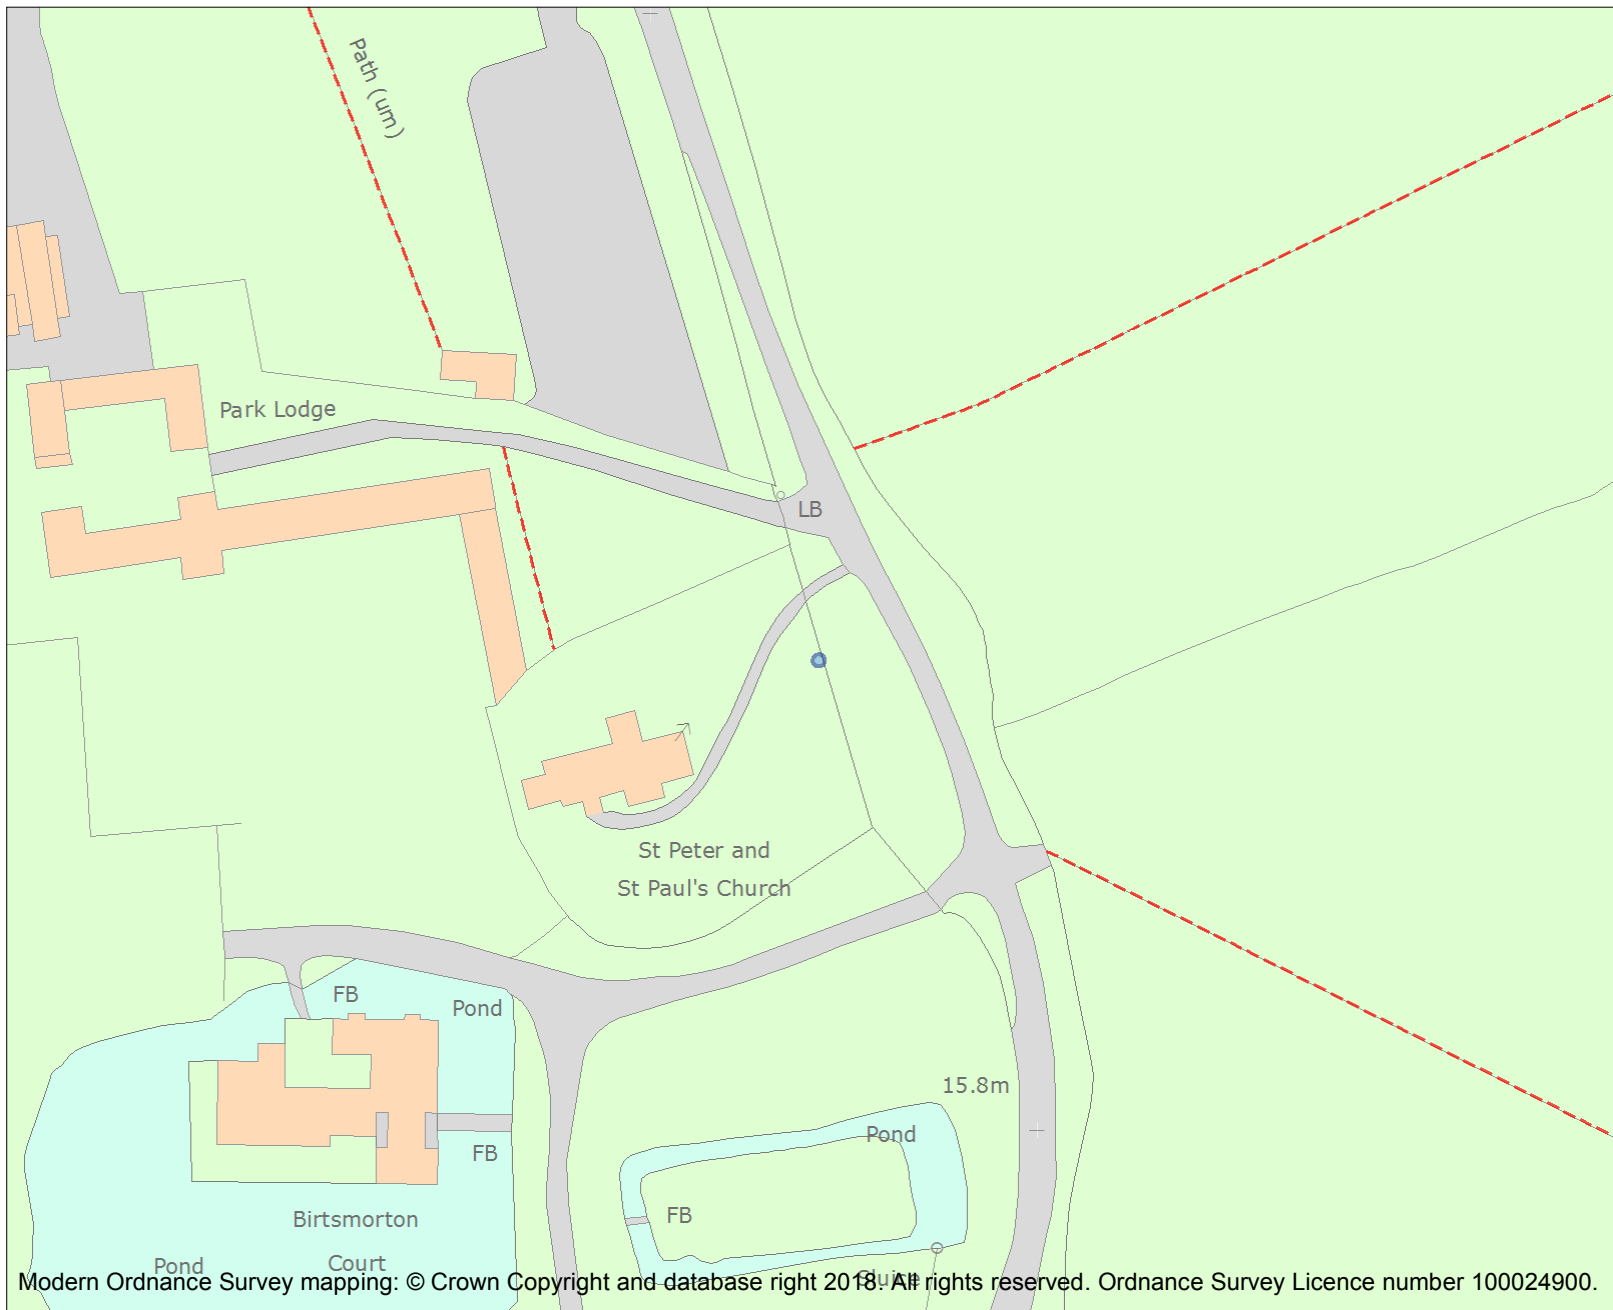 Path (um)
Park Lodge
LB
St Peter and
St Paul's Church
FB
Pond
15.8m
Pond
FB
FB
Birtsmorton
Court
Pond
Sluice
Modern Ordnance Survey mapping: © Crown Copyright and database right 2018. All rights reserved. Ordnance Survey Licence number 100024900.